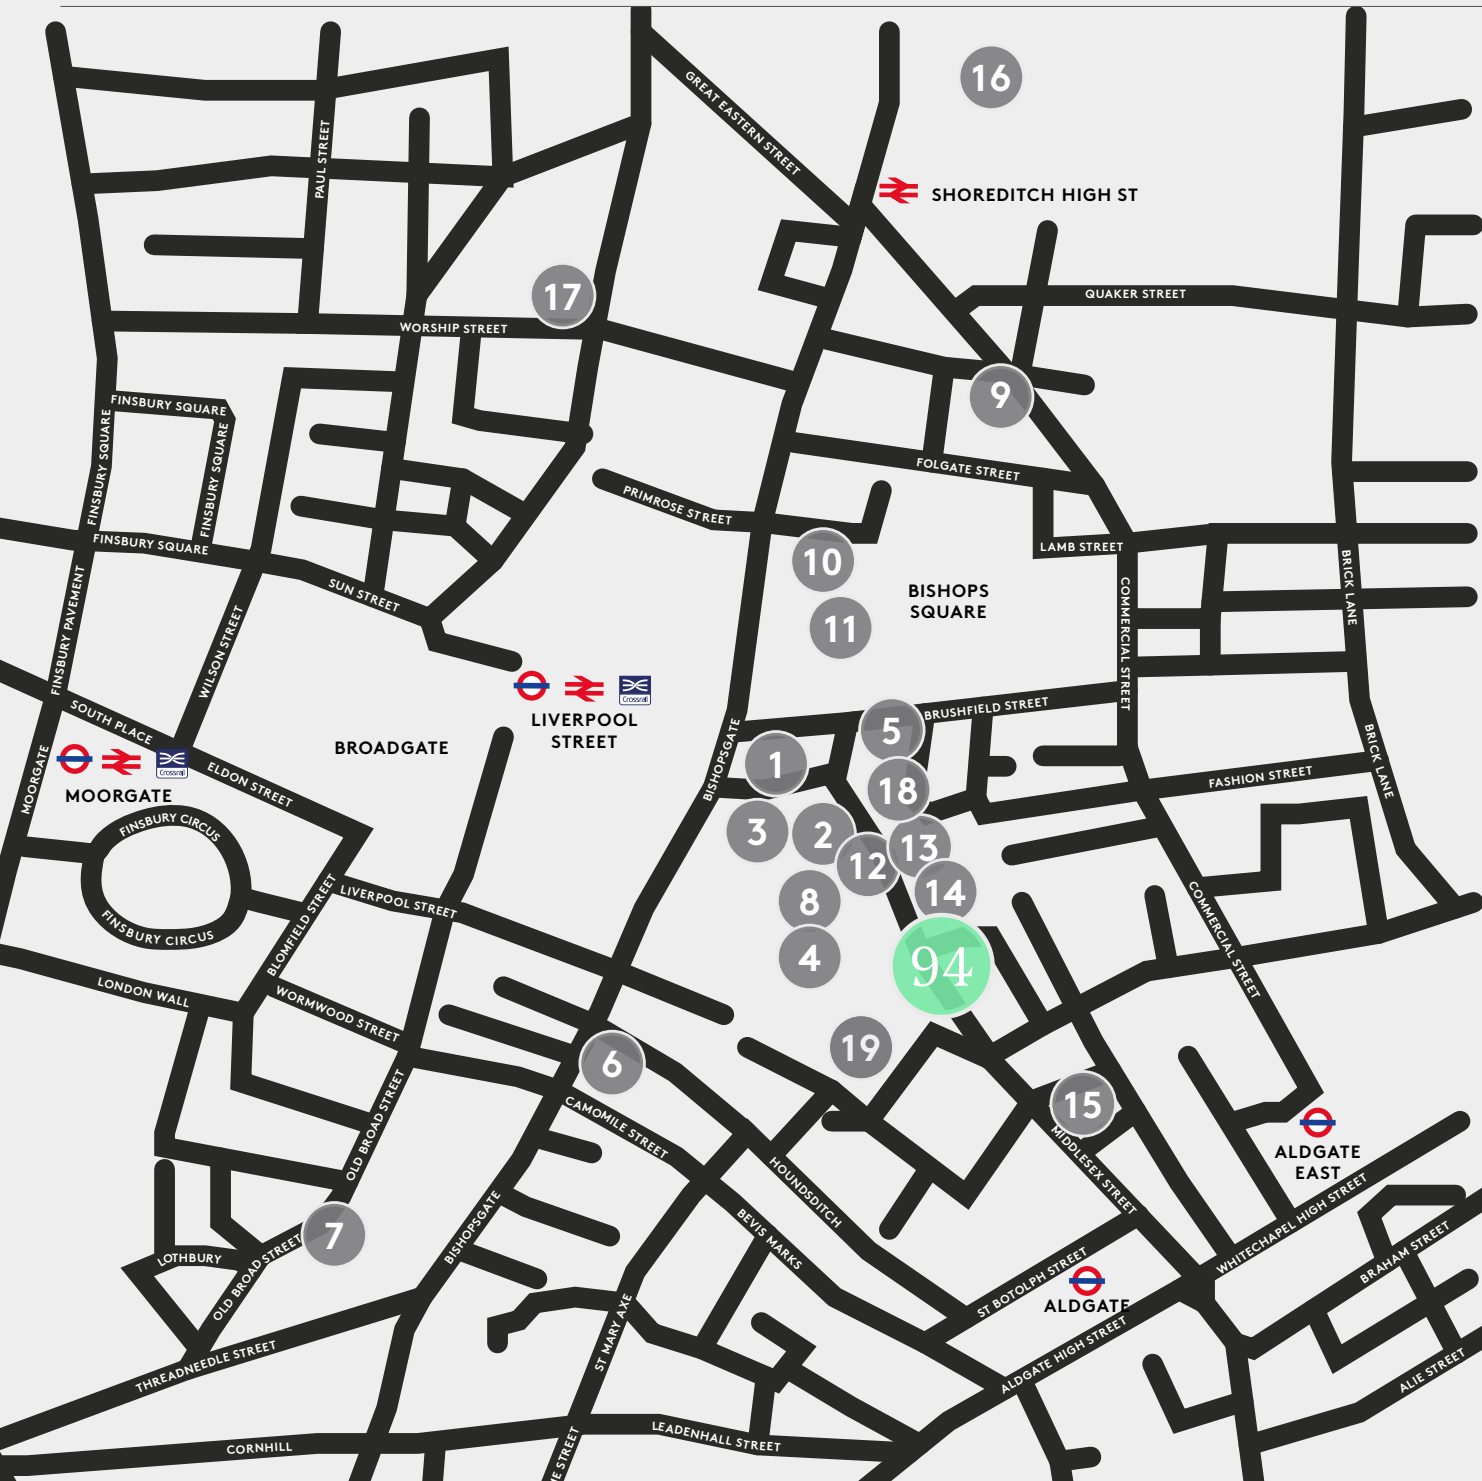 16
GREAT EASTERN STREET
PAUL STREET
SHOREDITCH HIGH ST
17
QUAKER STREET
WORSHIP STREET
FINSBURY SQUARE
9
FINSBURY SQUARE
FINSBURY SQUARE
FOLGATE STREET
PRIMROSE STREET
FINSBURY SQUARE
LAMB STREET
10
BISHOPS
SQUARE
SUN STREET
BRICK LANE
COMMERCIAL STREET
11
FINSBURY PAVEMENT
WILSON STREET
Crossrail
LIVERPOOL
STREET
SOUTH PLACE
BRUSHFIELD STREET
5
BROADGATE
BISHOPSGATE
1
BRICK LANE
Crossrail
MOORGATE
MOORGATE
ELDON STREET
FASHION STREET
18
FINSBURY CIRCUS
3
2
13
12
LIVERPOOL STREET
14
8
BLOMFIELD STREET
FINSBURY CIRCUS
COMMERCIAL STREET
4
94
LONDON WALL
WORMWOOD STREET
19
6
15
CAMOMILE STREET
OLD BROAD STREET
ALDGATE
EAST
MIDDLESEX STREET
HOUNDSDITCH
7
BISHOPSGATE
BEVIS MARKS
WHITECHAPEL HIGH STREET
LOTHBURY
OLD BROAD STREET
BRAHAM STREET
ST BOTOLPH STREET
ALDGATE
ST MARY AXE
ALDGATE HIGH STREET
THREADNEEDLE STREET
ALIE STREET
LEADENHALL STREET
CORNHILL
STREET